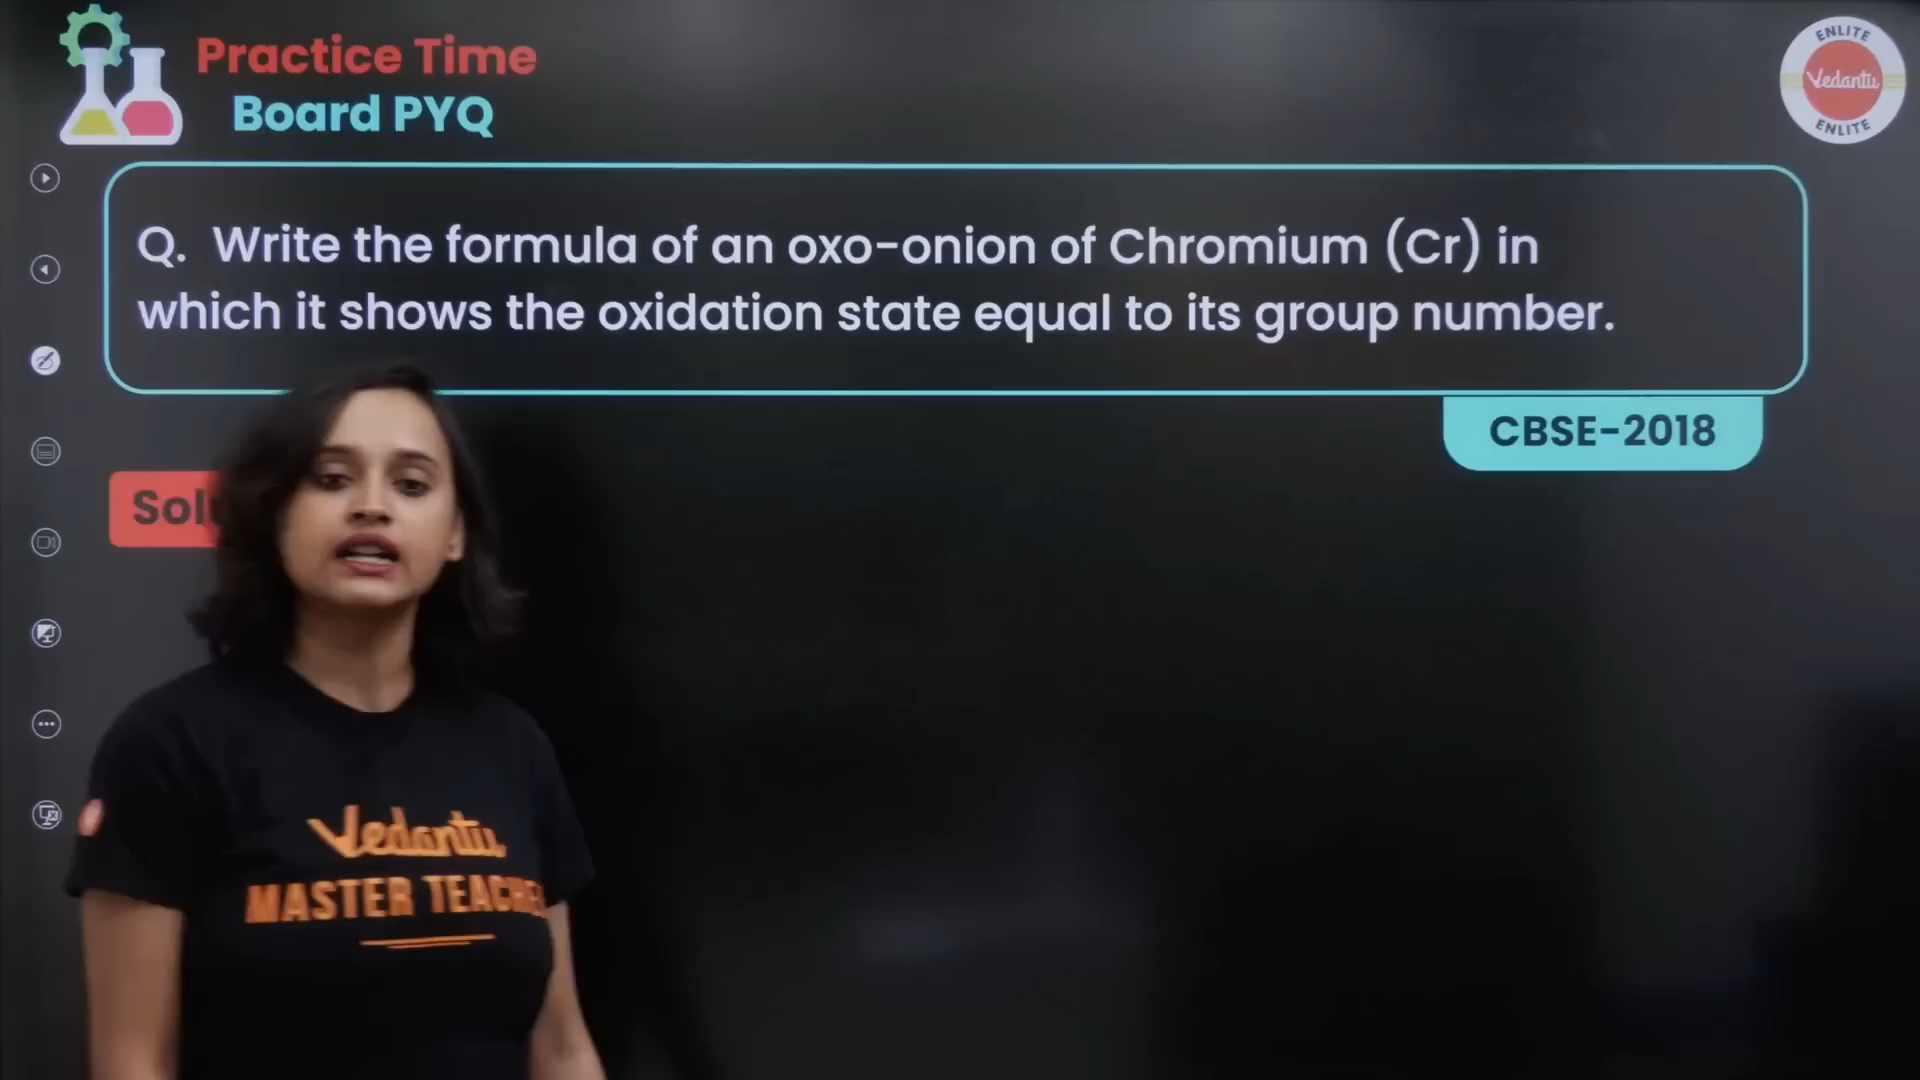 Practice Time
Board PYQ
ENLITE
Vedantu
ENLITE
Q. Write the formula of an oxo-onion of Chromium (Cr) in
which it shows the oxidation state equal to its group number.
CBSE-2018
Vedantu
MASTER